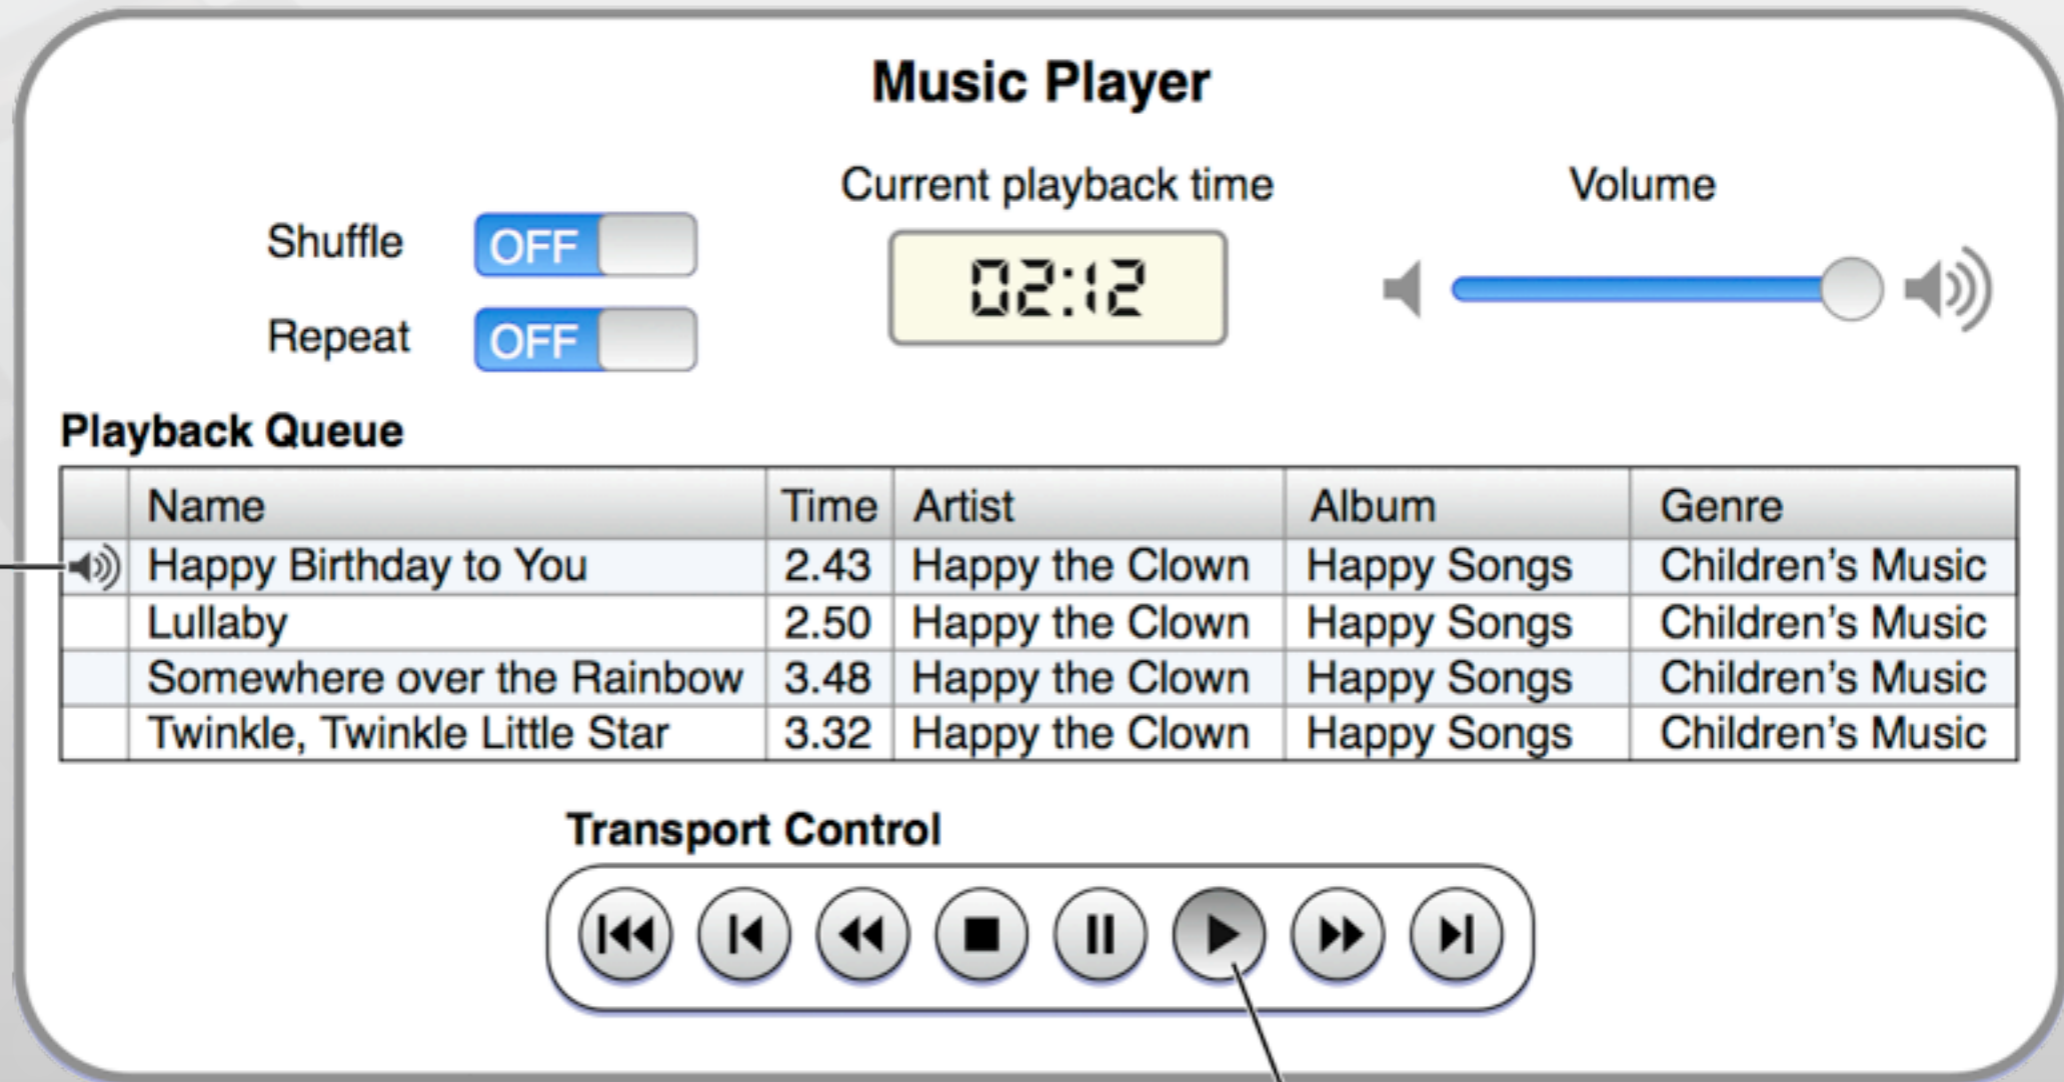 Music Player
Current playback time
Volume
Shuffle
OFF
02:12
Repeat
OFF
Playback Queue
Name Time Artist Album Genre
Happy Birthday to You 2.43 Happy the Clown Happy Songs Children's Music
Lullaby 2.50 Happy the Clown Happy Songs Children's Music
Somewhere over the Rainbow 3.48 Happy the Clown Happy Songs Children's Music
Twinkle, Twinkle Little Star 3.32 Happy the Clown Happy Songs Children's Music
Transport Control